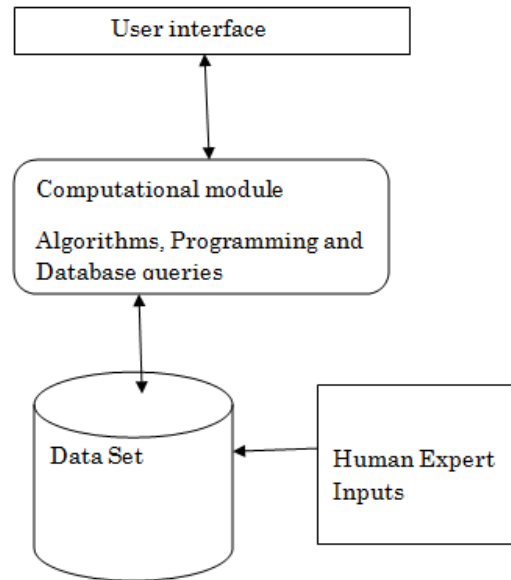 User interface
Computational module
Algorithms, Programming and
Database queries
Data Set
Human Expert
Inputs